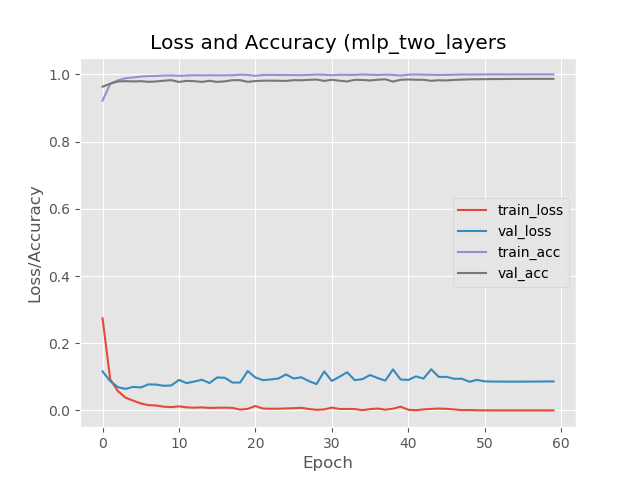 Loss and Accuracy (mlp_two_layers
Loss/Accuracy
1.0
0.8
0.6
0.4
0.2
0.0
train_loss
val_loss
train_acc
val_acc
0 10 20 30 40 50 60
Epoch